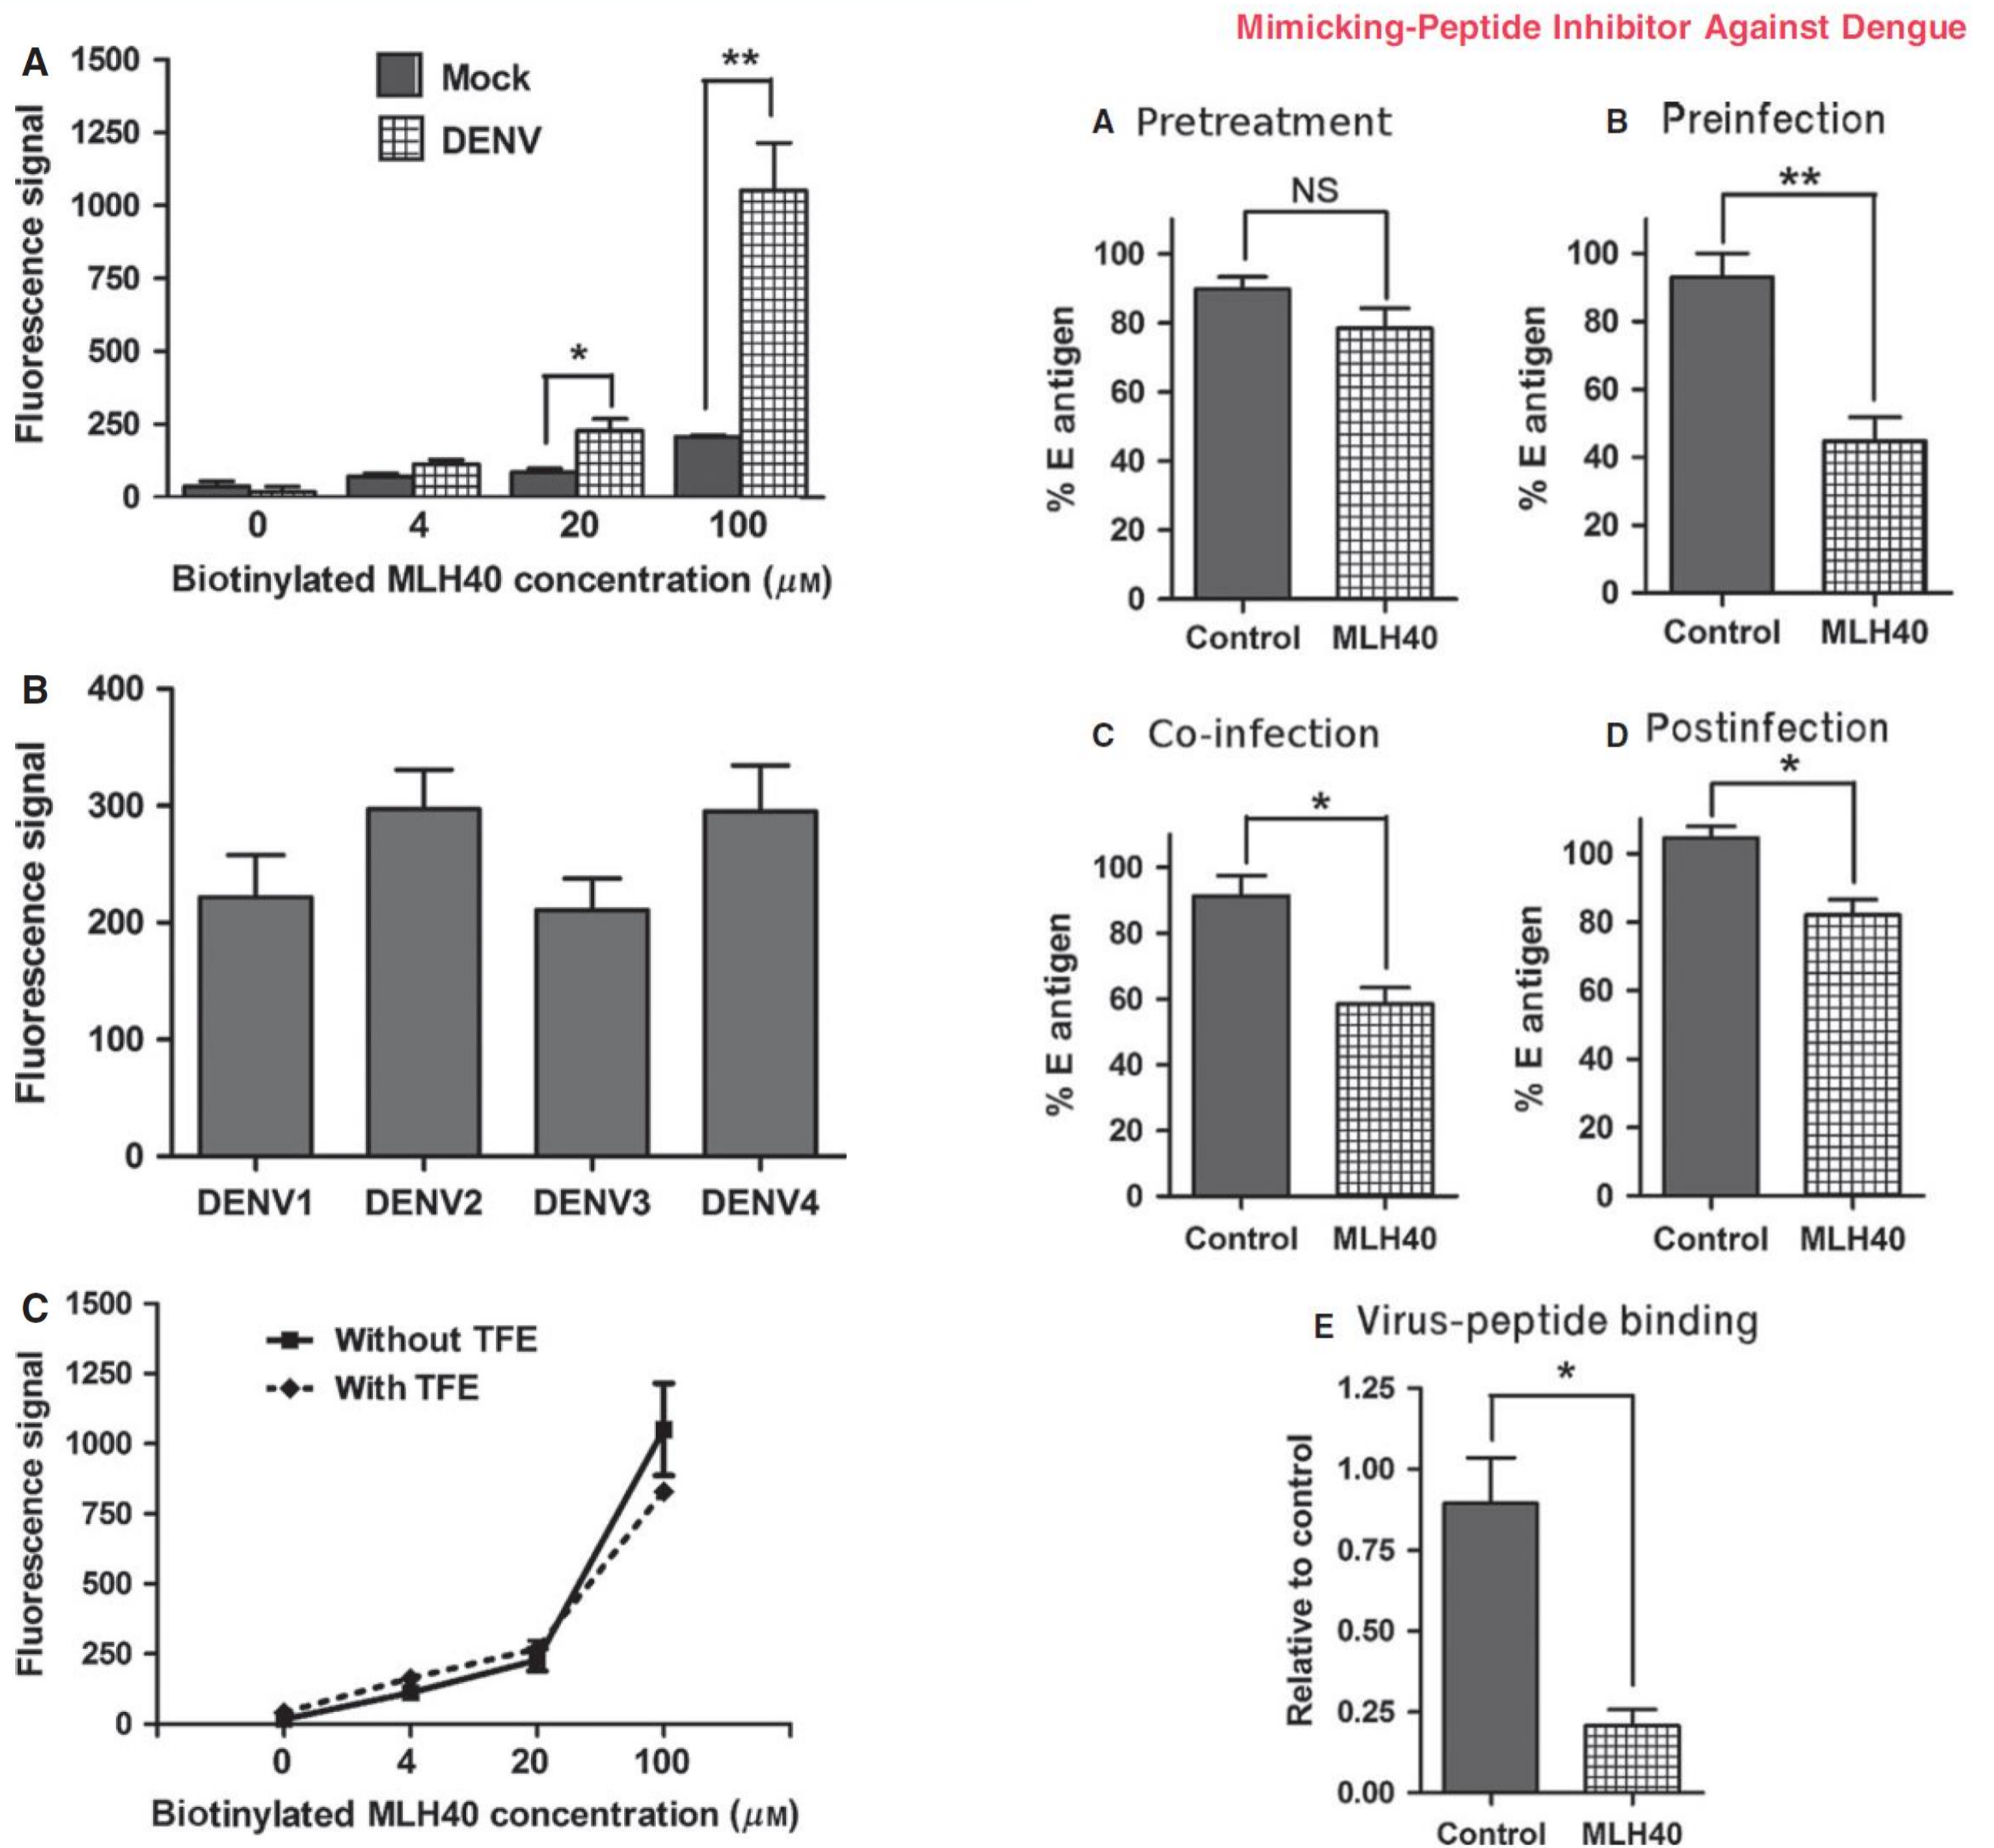 Mimicking-Peptide Inhibitor Against Dengue
A
1500
1250
1000
750
500
250
0
Fluorescence signal
Mock
DENV
*
**
0 4 20 100
Biotinylated MLH40 concentration (μM)
B
400
300
200
100
0
Fluorescence signal
DENV1 DENV2 DENV3 DENV4
C
1500
1250
1000
750
500
250
0
Fluorescence signal
Without TFE
With TFE
0 4 20 100
Biotinylated MLH40 concentration (μM)
A Pretreatment
NS
100
80
60
40
20
0
% E antigen
Control MLH40
B Preinfection
**
100
80
60
40
20
0
% E antigen
Control MLH40
C Co-infection
*
100
80
60
40
20
0
% E antigen
Control MLH40
D Postinfection
*
100
80
60
40
20
0
% E antigen
Control MLH40
E Virus-peptide binding
*
1.25
1.00
0.75
0.50
0.25
0.00
Relative to control
Control MLH40